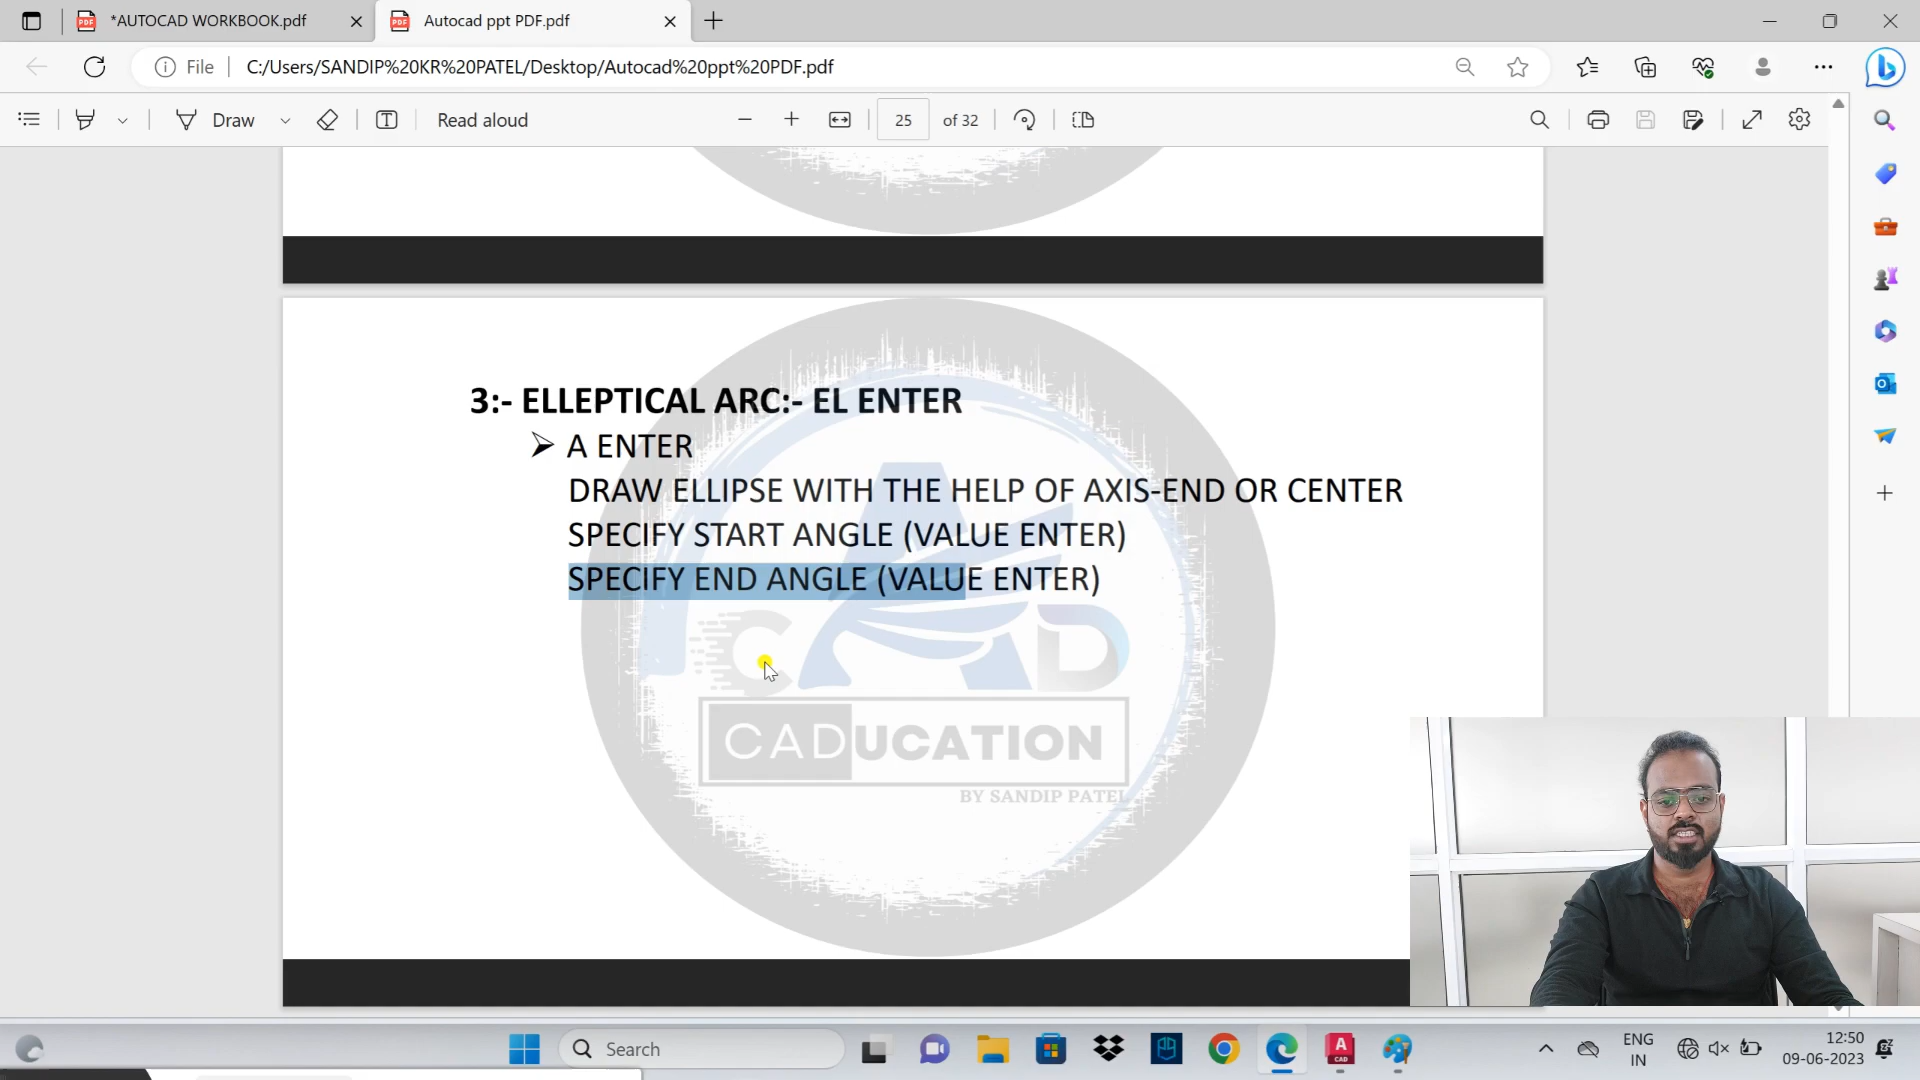 *AUTOCAD WORKBOOK.pdf
Autocad ppt PDF.pdf
File
C:/Users/SANDIP%20KR%20PATEL/Desktop/Autocad%20ppt%20PDF.pdf
Draw
Read aloud
25 of 32
3:- ELLEPTICAL ARC:- EL ENTER
➢ A ENTER
DRAW ELLIPSE WITH THE HELP OF AXIS-END OR CENTER
SPECIFY START ANGLE (VALUE ENTER)
SPECIFY END ANGLE (VALUE ENTER)
CAD
CADUCATION
BY SANDIP PATEL
Search
A
CAD
ENG
IN
12:50
09-06-2023